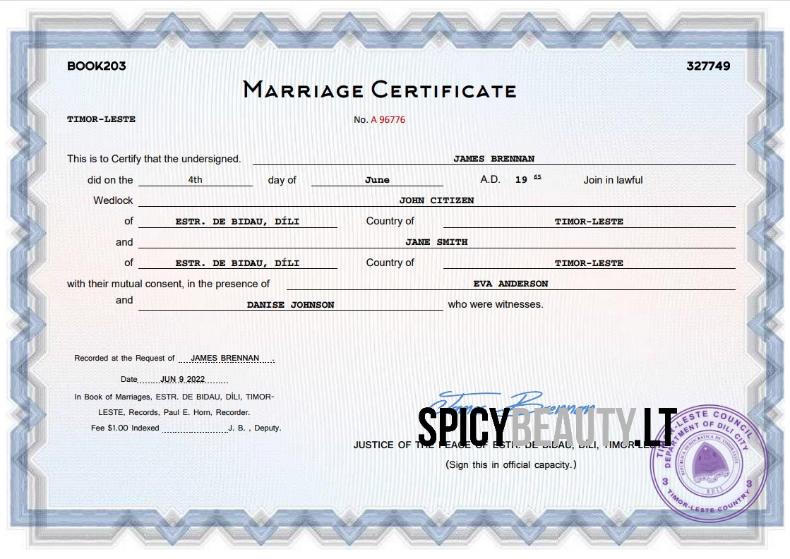 BOOK203
327749
MARRIAGE CERTIFICATE
TIMOR-LESTE
No. A 96776
This is to Certify that the undersigned. JAMES BRENNAN
did on the 4th day of June A.D. 19 Join in lawful
Wedlock JOHN CITIZEN
of ESTR. DE BIDAU, DÍLI Country of TIMOR-LESTE
and JANE SMITH
of ESTR. DE BIDAU, DÍLI Country of TIMOR-LESTE
with their mutual consent, in the presence of EVA ANDERSON
and DANISE JOHNSON who were witnesses.
Recorded at the Request of JAMES BRENNAN .
Date JUN 9 2022
In Book of Marriages, ESTR. DE BIDAU, DÍLI, TIMOR-
LESTE, Records, Paul E. Horn, Recorder.
Fee $1.00 Indexed J. B. , Deputy.
James Brennan
SPICYBEAUTY.LT
JUSTICE OF THE PEACE OF ESTR. DE BIDAU, DÍLI, TIMOR-LESTE
(Sign this in official capacity.)
TIMOR-LESTE COUNCIL
DEPARTMENT OF DILI CITY
3 3
TIMOR-LESTE COUNTRY